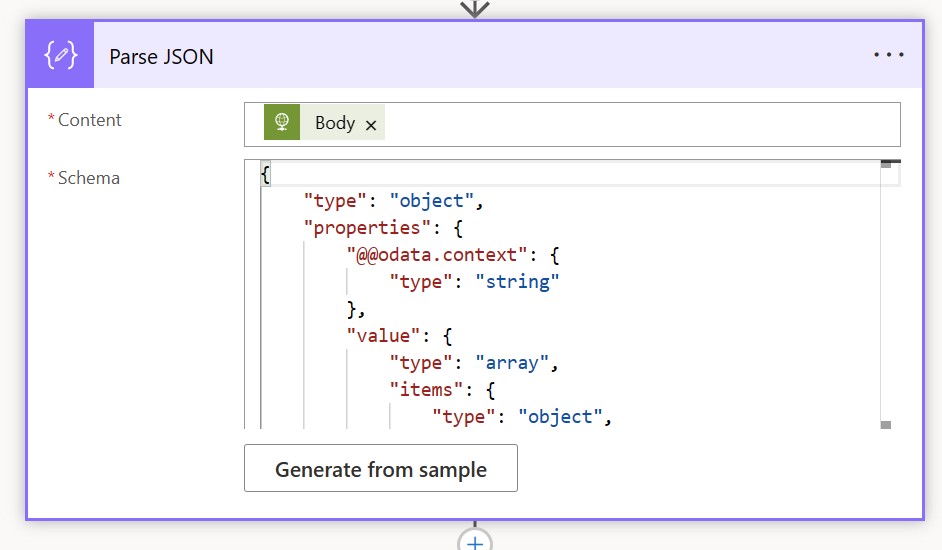 Parse JSON
* Content
Body
* Schema
{
"type": "object",
"properties": {
"@@odata.context": {
"type": "string"
},
"value": {
"type": "array",
"items": {
"type": "object",
Generate from sample